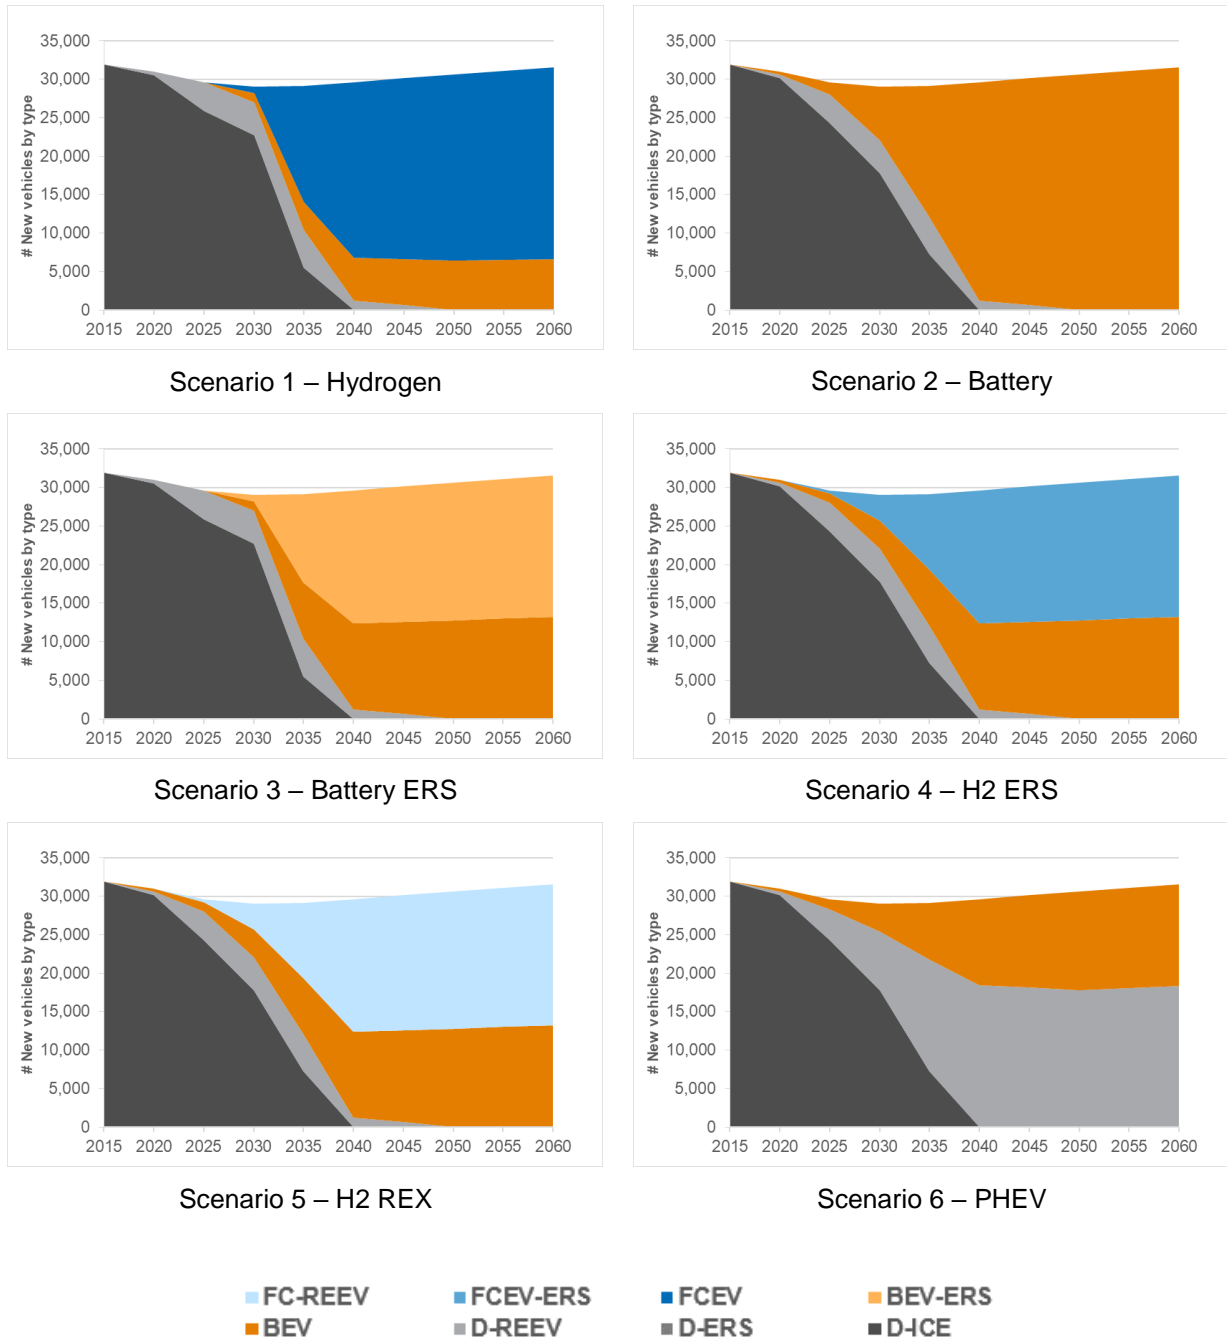 35,000
30,000
25,000
20,000
15,000
10,000
5,000
0
# New vehicles by type
2015 2020 2025 2030 2035 2040 2045 2050 2055 2060
Scenario 1 – Hydrogen
35,000
30,000
25,000
20,000
15,000
10,000
5,000
0
# New vehicles by type
2015 2020 2025 2030 2035 2040 2045 2050 2055 2060
Scenario 2 – Battery
35,000
30,000
25,000
20,000
15,000
10,000
5,000
0
# New vehicles by type
2015 2020 2025 2030 2035 2040 2045 2050 2055 2060
Scenario 3 – Battery ERS
35,000
30,000
25,000
20,000
15,000
10,000
5,000
0
# New vehicles by type
2015 2020 2025 2030 2035 2040 2045 2050 2055 2060
Scenario 4 – H2 ERS
35,000
30,000
25,000
20,000
15,000
10,000
5,000
0
# New vehicles by type
2015 2020 2025 2030 2035 2040 2045 2050 2055 2060
Scenario 5 – H2 REX
35,000
30,000
25,000
20,000
15,000
10,000
5,000
0
# New vehicles by type
2015 2020 2025 2030 2035 2040 2045 2050 2055 2060
Scenario 6 – PHEV
FC-REEV FCEV-ERS FCEV BEV-ERS
BEV D-REEV D-ERS D-ICE